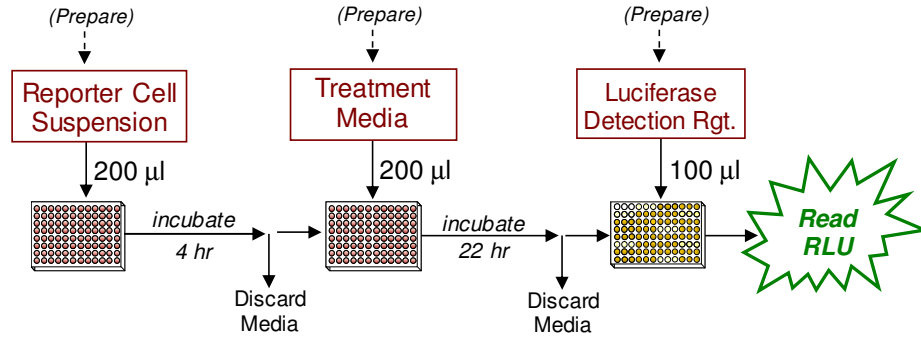 (Prepare)
(Prepare)
(Prepare)
Reporter Cell
Suspension
Treatment
Media
Luciferase
Detection Rgt.
200 µl
200 µl
100 µl
incubate
4 hr
incubate
22 hr
Read
RLU
Discard
Media
Discard
Media